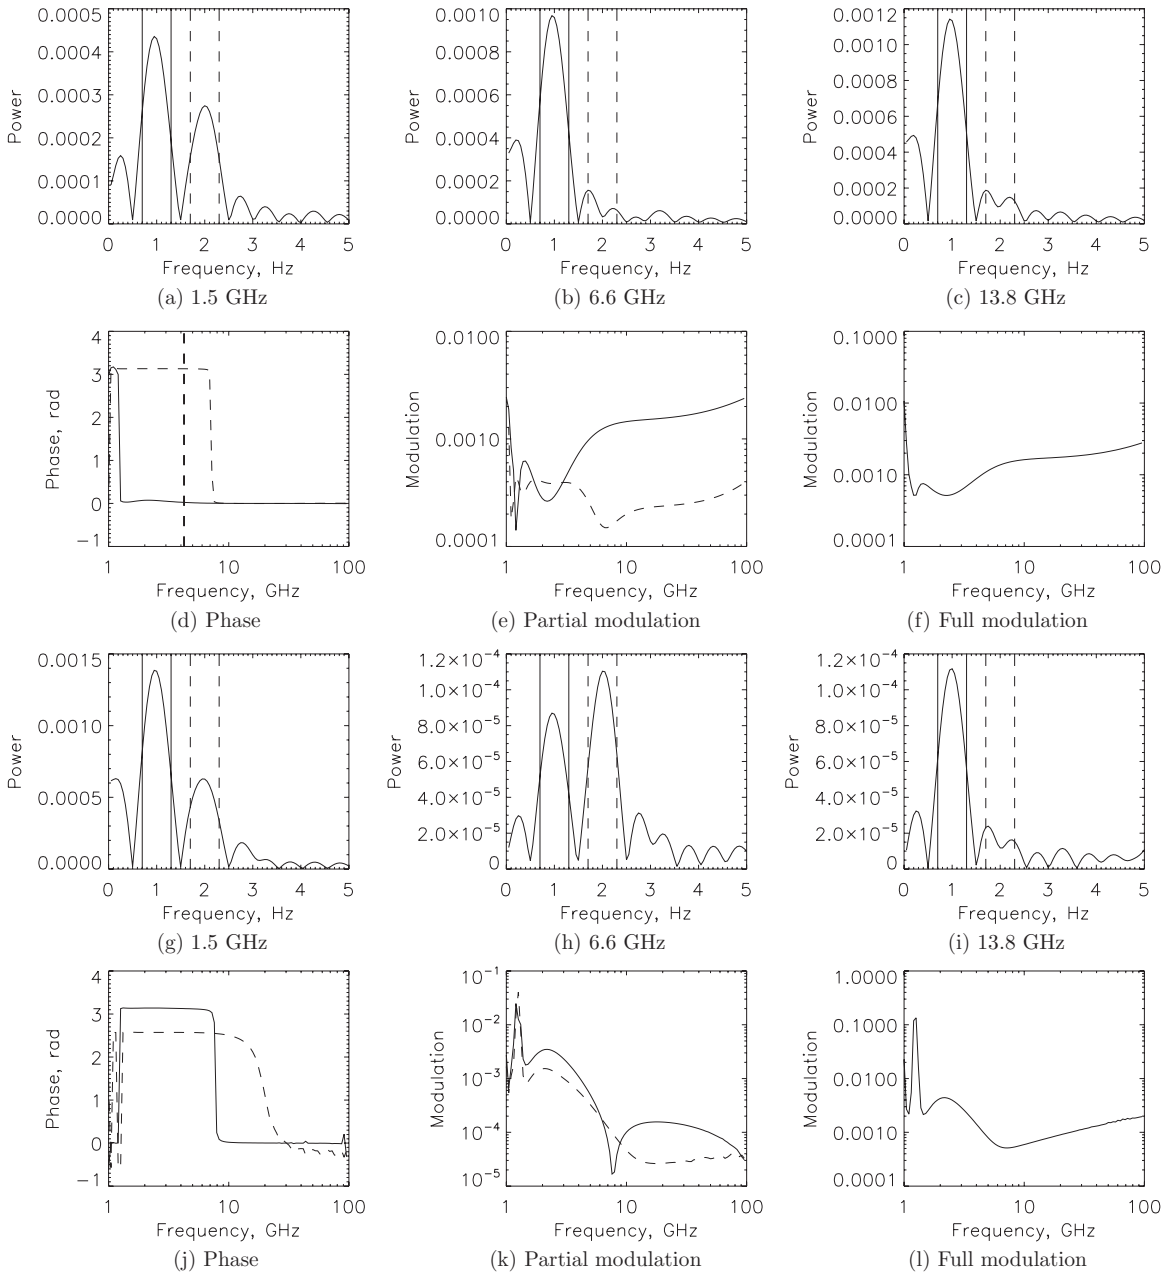 0.0005
0.0004
0.0003
0.0002
0.0001
0.0000
Power
0 1 2 3 4 5
Frequency, Hz
(a) 1.5 GHz
0.0010
0.0008
0.0006
0.0004
0.0002
0.0000
Power
0 1 2 3 4 5
Frequency, Hz
(b) 6.6 GHz
0.0012
0.0010
0.0008
0.0006
0.0004
0.0002
0.0000
Power
0 1 2 3 4 5
Frequency, Hz
(c) 13.8 GHz
4
3
2
1
0
−1
Phase, rad
1 10 100
Frequency, GHz
(d) Phase
0.0100
0.0010
0.0001
Modulation
1 10 100
Frequency, GHz
(e) Partial modulation
0.1000
0.0100
0.0010
0.0001
Modulation
1 10 100
Frequency, GHz
(f) Full modulation
0.0015
0.0010
0.0005
0.0000
Power
0 1 2 3 4 5
Frequency, Hz
(g) 1.5 GHz
1.2×10⁻⁴
1.0×10⁻⁴
8.0×10⁻⁵
6.0×10⁻⁵
4.0×10⁻⁵
2.0×10⁻⁵
0
Power
0 1 2 3 4 5
Frequency, Hz
(h) 6.6 GHz
1.2×10⁻⁴
1.0×10⁻⁴
8.0×10⁻⁵
6.0×10⁻⁵
4.0×10⁻⁵
2.0×10⁻⁵
0
Power
0 1 2 3 4 5
Frequency, Hz
(i) 13.8 GHz
4
3
2
1
0
−1
Phase, rad
1 10 100
Frequency, GHz
(j) Phase
10⁻¹
10⁻²
10⁻³
10⁻⁴
10⁻⁵
Modulation
1 10 100
Frequency, GHz
(k) Partial modulation
1.0000
0.1000
0.0100
0.0010
0.0001
Modulation
1 10 100
Frequency, GHz
(l) Full modulation